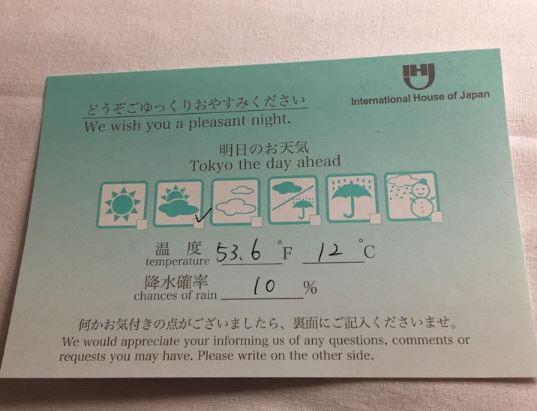 IHJ
International House of Japan
どうぞごゆっくりおやすみください
We wish you a pleasant night.
明日のお天気
Tokyo the day ahead
温 度
temperature 53.6 °F 12 °C
降水確率
chances of rain 10 %
何かお気付きの点がございましたら、裏面にご記入くださいませ。
We would appreciate your informing us of any questions, comments or
requests you may have. Please write on the other side.